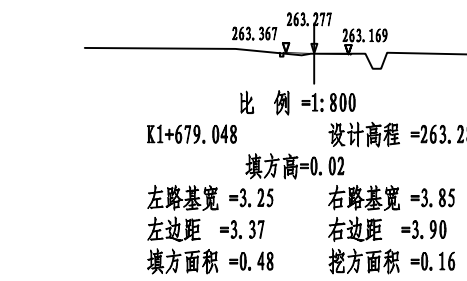 263.277
263.367 263.169
比 例 =1:800
K1+679.048 设计高程 =263.28
填方高=0.02
左路基宽 =3.25 右路基宽 =3.85
左边距 =3.37 右边距 =3.90
填方面积 =0.48 挖方面积 =0.16